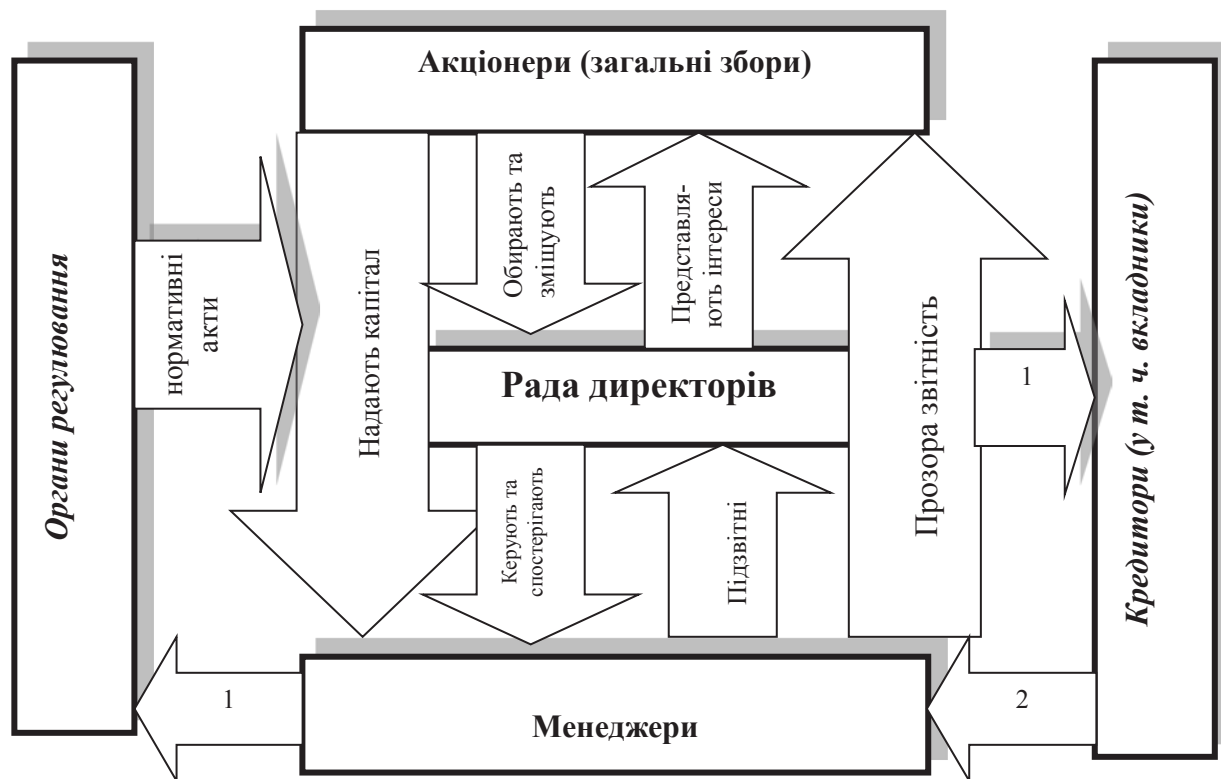 Акціонери (загальні збори)
Органи регулювання
нормативні
акти
Надають капітал
Обирають та
зміщують
Представля-
ють інтереси
Прозора звітність
1
Кредитори (у т. ч. вкладники)
Рада директорів
Керують та
спостерігають
Підзвітні
1
Менеджери
2